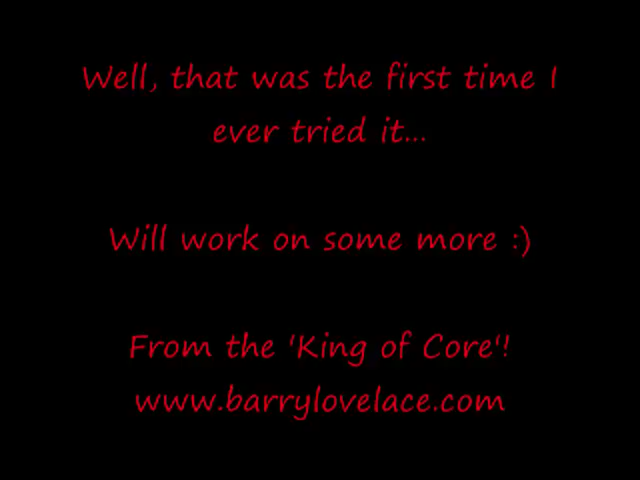 Well, that was the first time I
ever tried it...
Will work on some more :)
From the 'King of Core'!
www.barrylovelace.com